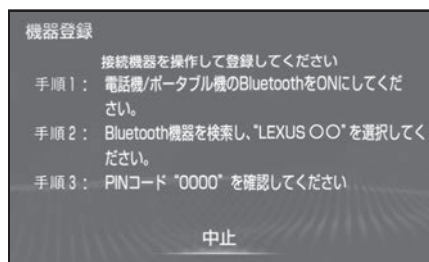 機器登録
接続機器を操作して登録してください
手順1： 電話機/ポータブル機のBluetoothをONにしてくだ
さい。
手順2： Bluetooth機器を検索し、"LEXUS ○○"を選択してく
ださい。
手順3： PINコード "0000" を確認してください
中止